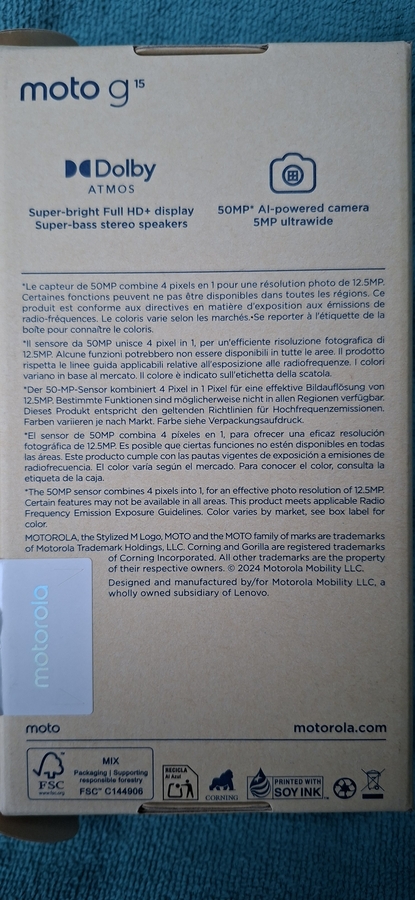 moto g 15
Dolby
ATMOS
Super-bright Full HD+ display
Super-bass stereo speakers
50MP* AI-powered camera
5MP ultrawide
*Le capteur de 50MP combine 4 pixels en 1 pour une résolution photo de 12.5MP.
Certaines fonctions peuvent ne pas être disponibles dans toutes les régions. Ce
produit est conforme aux directives en matière d'exposition aux émissions de
radio-fréquences. Le coloris varie selon les marchés.•Se reporter à l'étiquette de la
boîte pour connaître le coloris.
*Il sensore da 50MP unisce 4 pixel in 1, per un'efficiente risoluzione fotografica di
12.5MP. Alcune funzioni potrebbero non essere disponibili in tutte le aree. Il prodotto
rispetta le linee guida applicabili relative all'esposizione alle radiofrequenze. I colori
variano in base al mercato. Il colore è indicato sull'etichetta della scatola.
*Der 50-MP-Sensor kombiniert 4 Pixel in 1 Pixel für eine effektive Bildauflösung von
12.5MP. Bestimmte Funktionen sind möglicherweise nicht in allen Regionen verfügbar.
Dieses Produkt entspricht den geltenden Richtlinien für Hochfrequenzemissionen.
Farben variieren je nach Markt. Farbe siehe Verpackungsaufdruck.
*El sensor de 50MP combina 4 píxeles en 1, para ofrecer una eficaz resolución
fotográfica de 12.5MP. Es posible que ciertas funciones no estén disponibles en todas
las áreas. Este producto cumple con las pautas vigentes de exposición a emisiones de
radiofrecuencia. El color varía según el mercado. Para conocer el color, consulta la
etiqueta de la caja.
*The 50MP sensor combines 4 pixels into 1, for an effective photo resolution of 12.5MP.
Certain features may not be available in all areas. This product meets applicable Radio
Frequency Emission Exposure Guidelines. Color varies by market, see box label for
color.
MOTOROLA, the Stylized M Logo, MOTO and the MOTO family of marks are trademarks
of Motorola Trademark Holdings, LLC. Corning and Gorilla are registered trademarks
of Corning Incorporated. All other trademarks are the property
of their respective owners. © 2024 Motorola Mobility LLC.
Designed and manufactured by/for Motorola Mobility LLC, a
wholly owned subsidiary of Lenovo.
motorola
moto
motorola.com
FSC
www.fsc.org
MIX
Packaging | Supporting
responsible forestry
FSC™ C144906
RECICLA
Al Azul
CORNING
PRINTED WITH
SOY INK